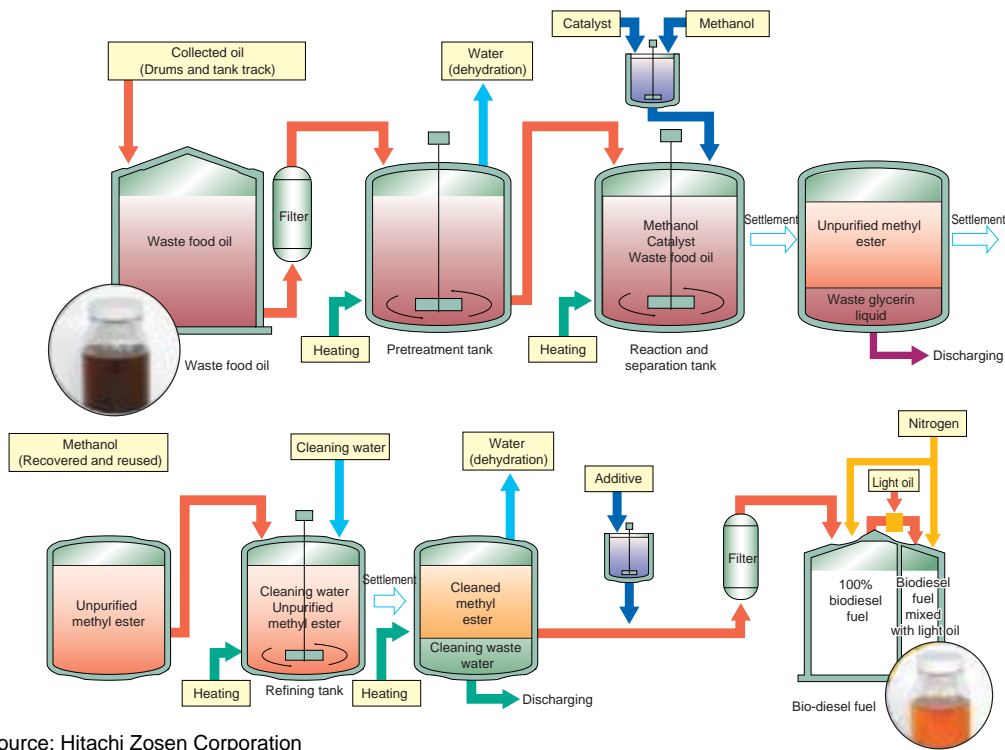 Catalyst
Methanol
Collected oil
(Drums and tank track)
Water
(dehydration)
Filter
Waste food oil
Methanol
Catalyst
Waste food oil
Settlement
Unpurified methyl
ester
Settlement
Waste glycerin
liquid
Heating
Pretreatment tank
Heating
Reaction and
separation tank
Discharging
Waste food oil
Methanol
(Recovered and reused)
Cleaning water
Water
(dehydration)
Additive
Nitrogen
Light oil
Filter
Unpurified
methyl ester
Cleaning water
Unpurified
methyl ester
Settlement
Cleaned
methyl
ester
Cleaning waste
water
100%
biodiesel
fuel
Biodiesel
fuel
mixed
with light oil
Heating
Refining tank
Heating
Discharging
Bio-diesel fuel
ource: Hitachi Zosen Corporation